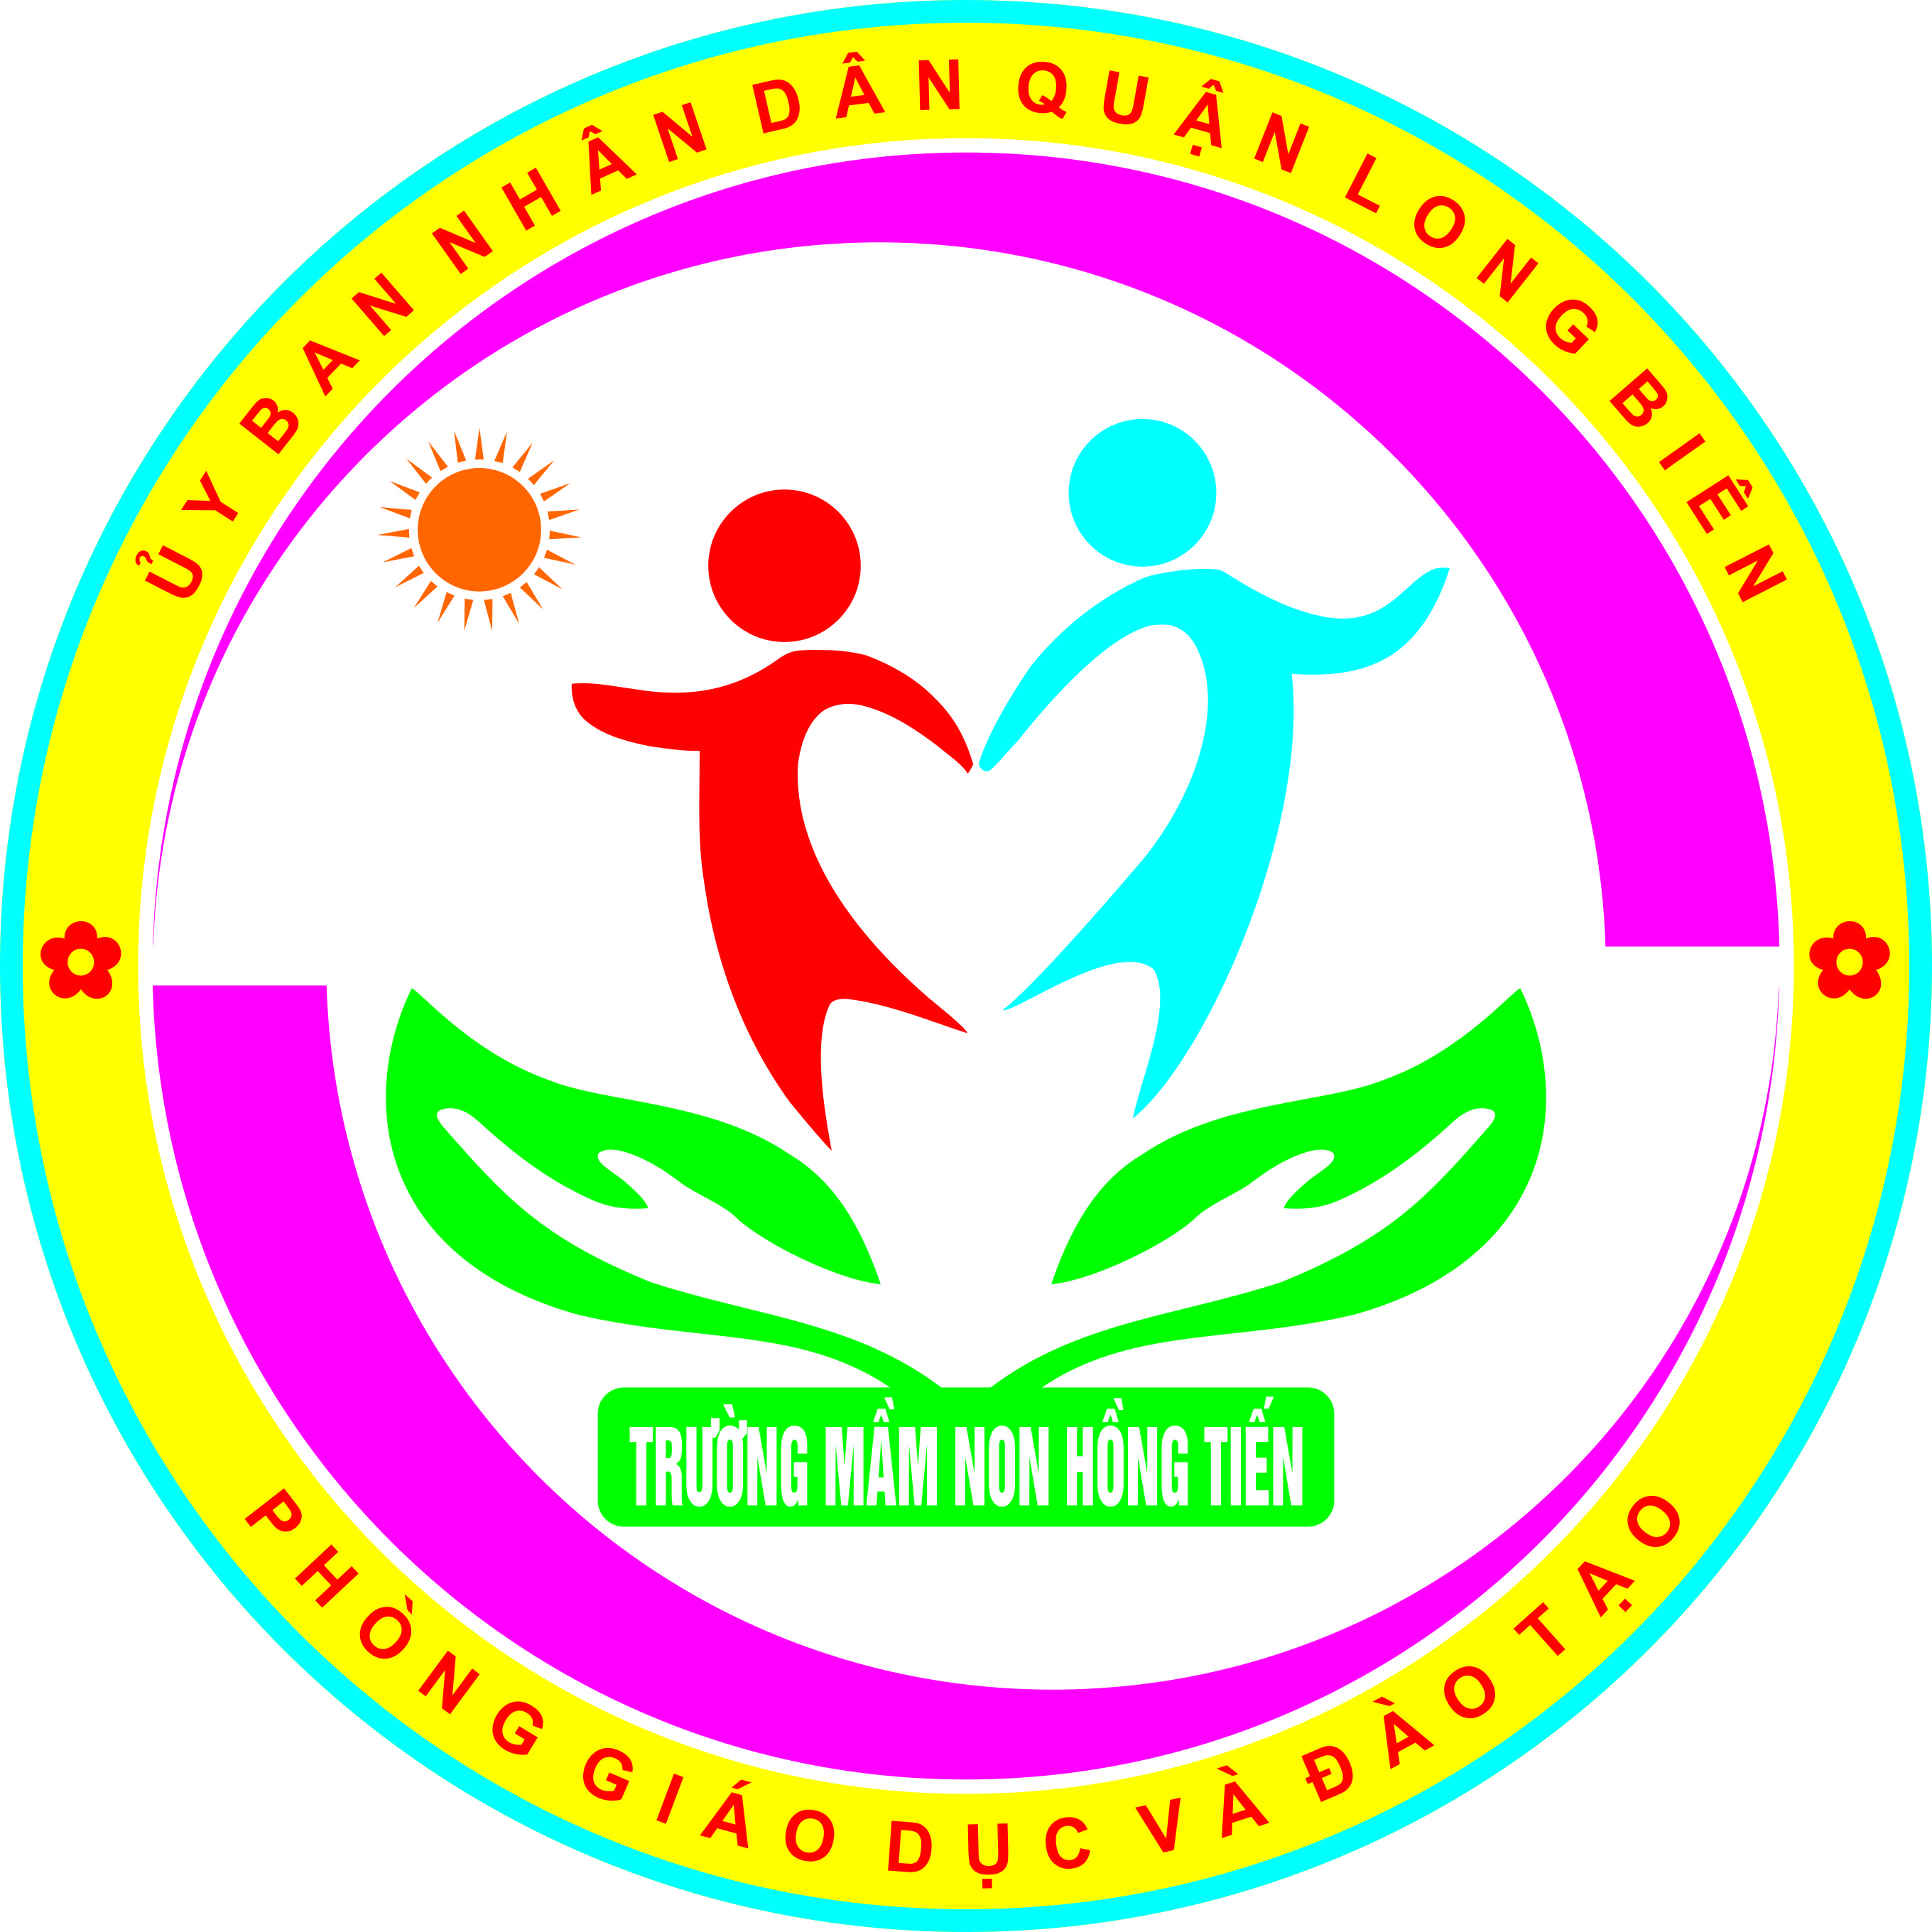 ỦY BAN NHÂN DÂN QUẬN LONG BIÊN
TRƯỜNG MẦM NON HỒNG TIẾN
PHÒNG GIÁO DỤC VÀ ĐÀO TẠO